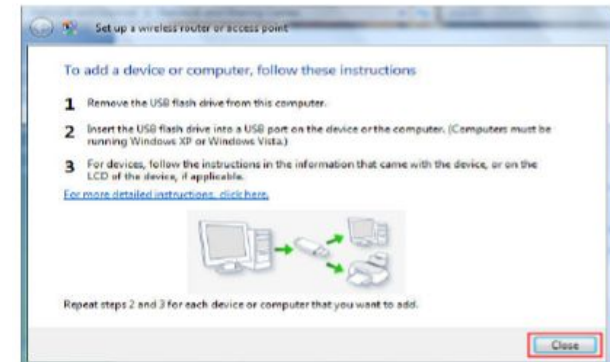 Set up a wireless router or access point
To add a device or computer, follow these instructions
1 Remove the USB flash drive from this computer.
2 Insert the USB flash drive into a USB port on the device or the computer. (Computers must be
running Windows XP or Windows Vista.)
3 For devices, follow the instructions in the information that came with the device, or on the
LCD of the device, if applicable.
For more detailed instructions, click here.
Repeat steps 2 and 3 for each device or computer that you want to add.
Close